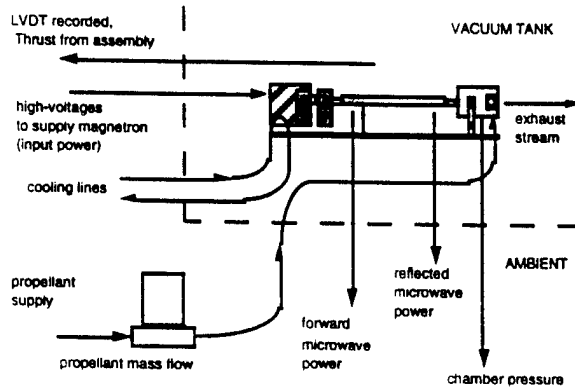 LVDT recorded,
Thrust from assembly
VACUUM TANK
high-voltages
to supply magnetron
(input power)
exhaust
stream
cooling lines
AMBIENT
propellant
supply
reflected
microwave
power
forward
microwave
power
propellant mass flow
chamber pressure